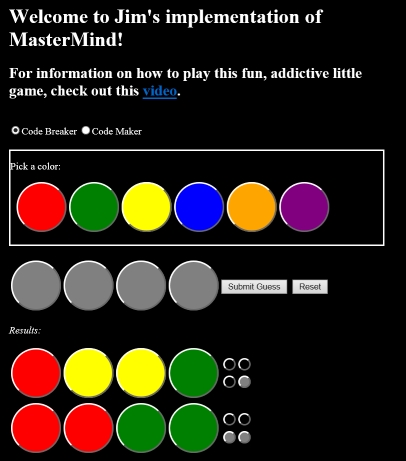 Welcome to Jim's implementation of
MasterMind!
For information on how to play this fun, addictive little
game, check out this video.
Code Breaker Code Maker
Pick a color:
Submit Guess Reset
Results: